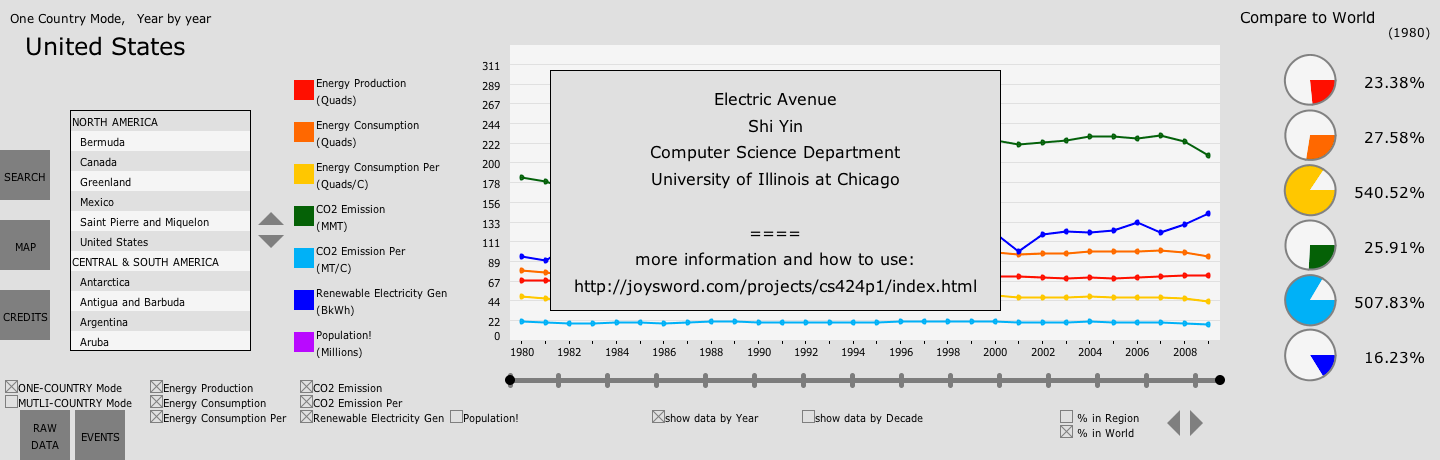 One Country Mode, Year by year
United States
Compare to World
(1980)
SEARCH
MAP
CREDITS
NORTH AMERICA
Bermuda
Canada
Greenland
Mexico
Saint Pierre and Miquelon
United States
CENTRAL & SOUTH AMERICA
Antarctica
Antigua and Barbuda
Argentina
Aruba
Energy Production
(Quads)
Energy Consumption
(Quads)
Energy Consumption Per
(Quads/C)
CO2 Emission
(MMT)
CO2 Emission Per
(MT/C)
Renewable Electricity Gen
(BkWh)
Population!
(Millions)
311
289
267
244
222
200
178
156
133
111
89
67
44
22
0
Electric Avenue
Shi Yin
Computer Science Department
University of Illinois at Chicago
====
more information and how to use:
http://joysword.com/projects/cs424p1/index.html
1980 1982 1984 1986 1988 1990 1992 1994 1996 1998 2000 2002 2004 2006 2008
23.38%
27.58%
540.52%
25.91%
507.83%
16.23%
ONE-COUNTRY Mode
MUTLI-COUNTRY Mode
RAW
DATA
EVENTS
Energy Production
Energy Consumption
Energy Consumption Per
CO2 Emission
CO2 Emission Per
Renewable Electricity Gen
Population!
show data by Year
show data by Decade
% in Region
% in World